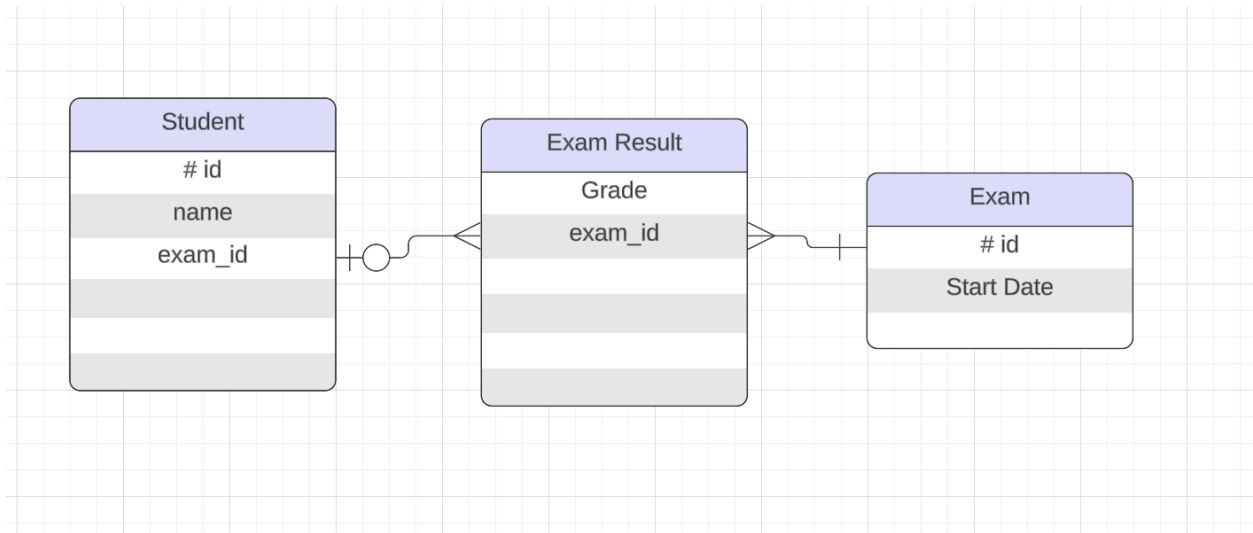 Student
# id
name
exam_id
Exam Result
Grade
exam_id
Exam
# id
Start Date